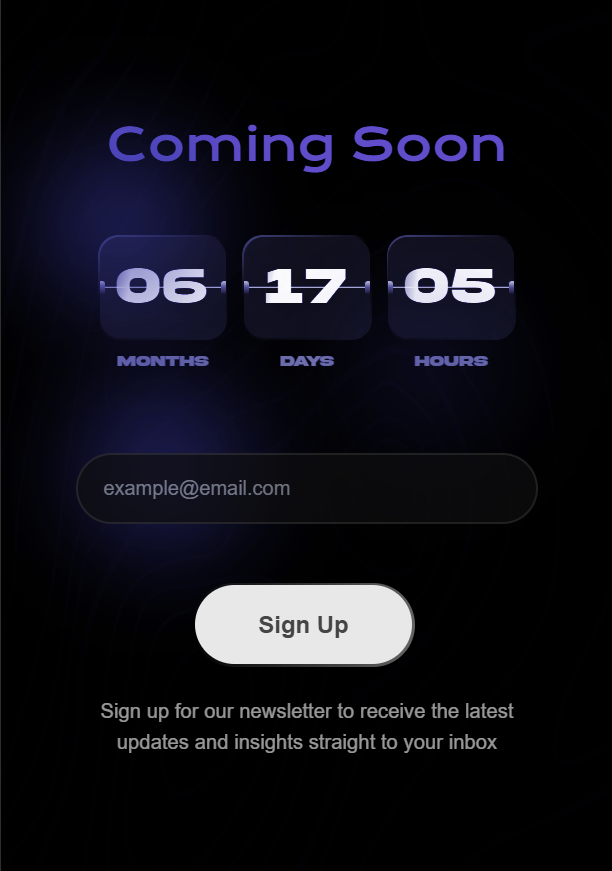 Coming Soon
06 17 05
MONTHS DAYS HOURS
example@email.com
Sign Up
Sign up for our newsletter to receive the latest
updates and insights straight to your inbox